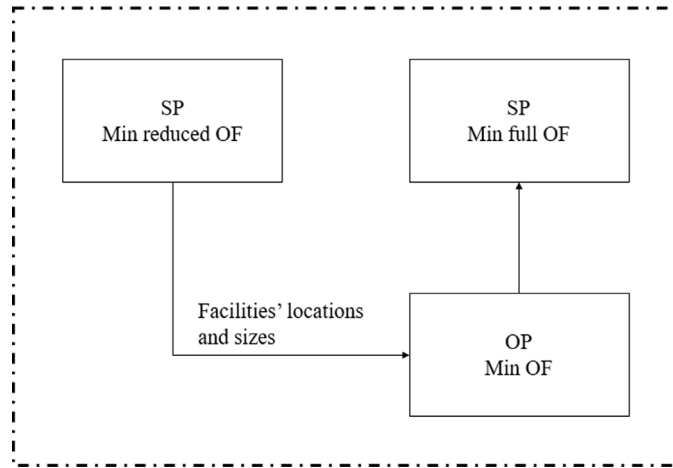 SP
Min reduced OF
SP
Min full OF
Facilities’ locations
and sizes
OP
Min OF